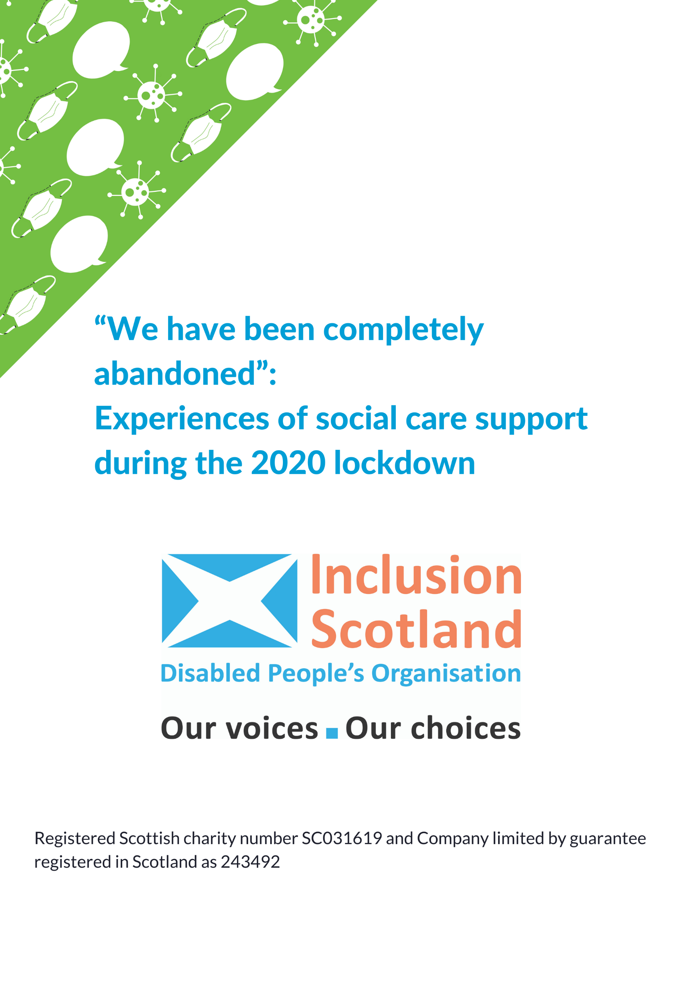 “We have been completely
abandoned”:
Experiences of social care support
during the 2020 lockdown
Inclusion
Scotland
Disabled People’s Organisation
Our voices ▪ Our choices
Registered Scottish charity number SC031619 and Company limited by guarantee
registered in Scotland as 243492